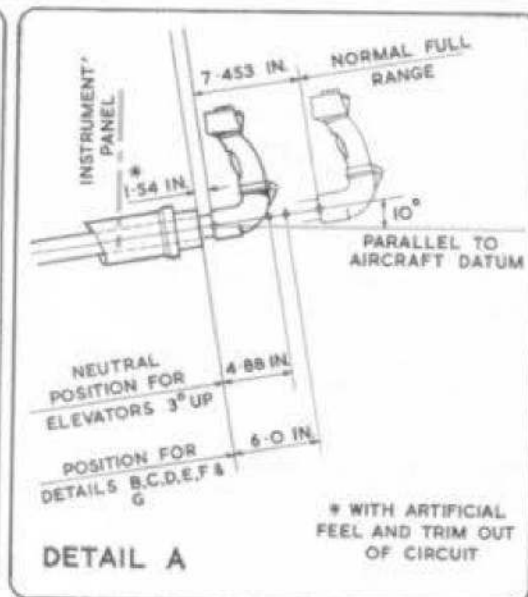 7·453 IN.
NORMAL FULL
RANGE
INSTRUMENT'
PANEL
*
1·54 IN.
10°
PARALLEL TO
AIRCRAFT DATUM
NEUTRAL
POSITION FOR
ELEVATORS 3° UP
4·88 IN.
POSITION FOR
DETAILS B,C,D,E,F &
G
6·0 IN.
* WITH ARTIFICIAL
FEEL AND TRIM OUT
OF CIRCUIT
DETAIL A